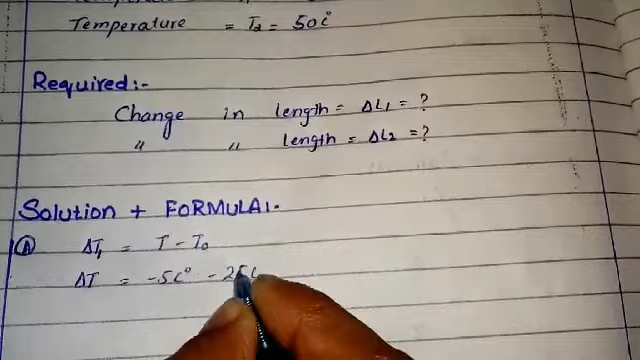 Temperature = T2 = 50c°
Required:-
Change in length = ΔL1 = ?
" " length = ΔL2 = ?
Solution + FORMULA:-
(A) ΔT1 = T - T0
ΔT = -5c° - 25c